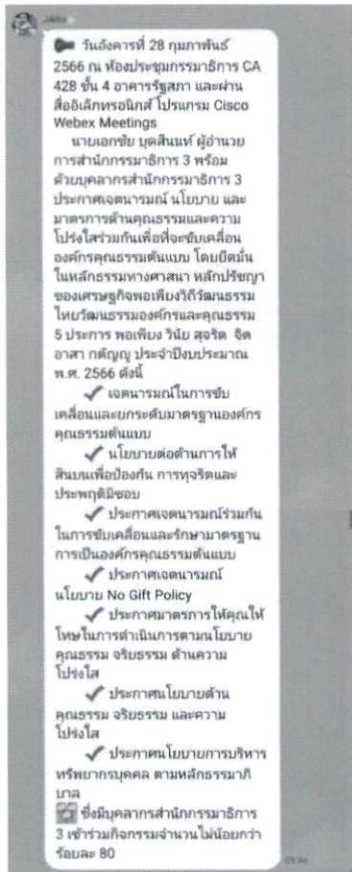 วันอังคารที่ 28 กุมภาพันธ์
2566 ณ ห้องประชุมกรรมาธิการ CA
428 ชั้น 4 อาคารรัฐสภา และผ่าน
สื่ออิเล็กทรอนิกส์ โปรแกรม Cisco
Webex Meetings
นายเอกชัย บุตสีนนท์ ผู้อำนวย
การสำนักกรรมาธิการ 3 พร้อม
ด้วยบุคลากรสำนักกรรมาธิการ 3
ประกาศเจตนารมณ์ นโยบาย และ
มาตรการด้านคุณธรรมและความ
โปร่งใสร่วมกันเพื่อที่จะขับเคลื่อน
องค์กรคุณธรรมต้นแบบ โดยยึดมั่น
ในหลักธรรมทางศาสนา หลักปรัชญา
ของเศรษฐกิจพอเพียงวิถีวัฒนธรรม
ไทยวัฒนธรรมองค์กรและคุณธรรม
5 ประการ พอเพียง วินัย สุจริต จิต
อาสา กตัญญู ประจำปีงบประมาณ
พ.ศ. 2566 ดังนี้
✔ เจตนารมณ์ในการขับ
เคลื่อนและยกระดับมาตรฐานองค์กร
คุณธรรมต้นแบบ
✔ นโยบายต่อต้านการให้
สินบนเพื่อป้องกัน การทุจริตและ
ประพฤติมิชอบ
✔ ประกาศเจตนารมณ์ร่วมกัน
ในการขับเคลื่อนและรักษามาตรฐาน
การเป็นองค์กรคุณธรรมต้นแบบ
✔ ประกาศเจตนารมณ์
นโยบาย No Gift Policy
✔ ประกาศมาตรการให้คุณให้
โทษในการดำเนินการตามนโยบาย
คุณธรรม จริยธรรม ด้านความ
โปร่งใส
✔ ประกาศนโยบายด้าน
คุณธรรม จริยธรรม และความ
โปร่งใส
✔ ประกาศนโยบายการบริหาร
ทรัพยากรบุคคล ตามหลักธรรมาภิ
บาล
ซึ่งมีบุคลากรสำนักกรรมาธิการ
3 เข้าร่วมกิจกรรมจำนวนไม่น้อยกว่า
ร้อยละ 80